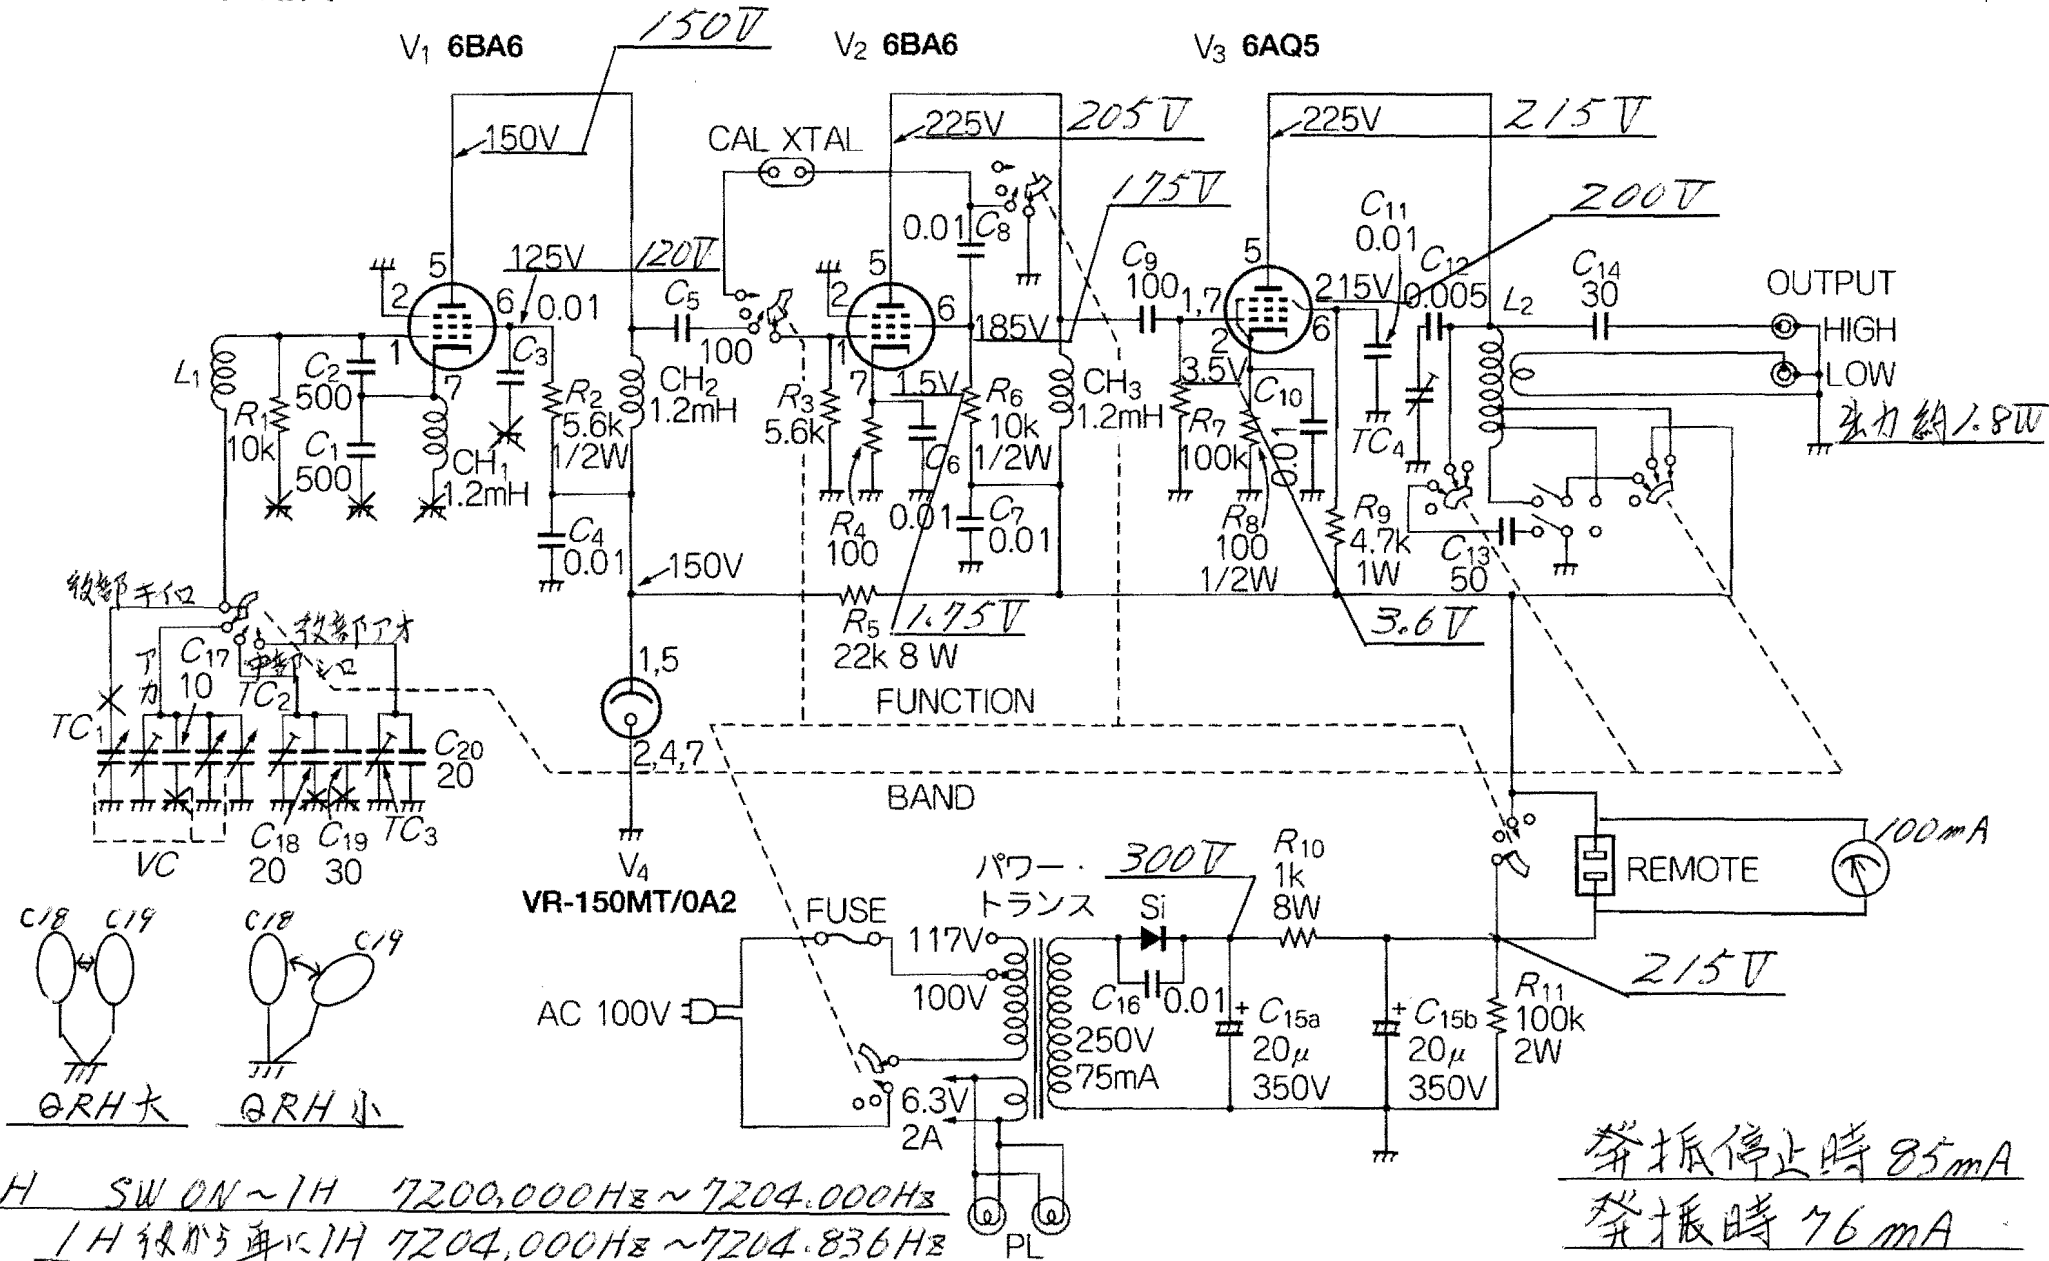 V1 6BA6
150V
V2 6BA6
V3 6AQ5
150V
CAL XTAL
225V
205V
225V
215V
175V
200V
5
125V
120V
2
6
0.01
1
7
C5
100
0.01
C8
5
2
6
185V
1
7
1.5V
C9
100
5
1,7
2
6
3.5V
215V
C11
0.01
C12
0.005
L2
C14
30
OUTPUT
HIGH
LOW
出力 約1.8W
L1
R1
10k
C2
500
C1
500
CH1
1.2mH
C3
R2
5.6k
1/2W
CH2
1.2mH
R3
5.6k
R4
100
C6
0.01
R6
10k
1/2W
CH3
1.2mH
C7
0.01
R7
100k
C10
0.01
R8
100
1/2W
TC4
R9
4.7k
1W
C13
50
C4
0.01
150V
R5
22k 8W
1.75V
3.6V
アカ
C17
10
中部シロ
TC2
TC1
C20
20
C18
20
C19
30
TC3
VC
1,5
2,4,7
V4
VR-150MT/0A2
FUNCTION
BAND
パワー・
トランス
300V
R10
1k
8W
REMOTE
100mA
FUSE
117V
100V
Si
C16
0.01
AC 100V
250V
75mA
C15a
20μ
350V
C15b
20μ
350V
R11
100k
2W
215V
6.3V
2A
PL
C18 C19
QRH大
C18
C19
QRH小
H SW ON～1H 7200,000Hz～7204.000Hz
1H後から再に1H 7204,000Hz～7204.836Hz
発振停止時 85mA
発振時 76mA